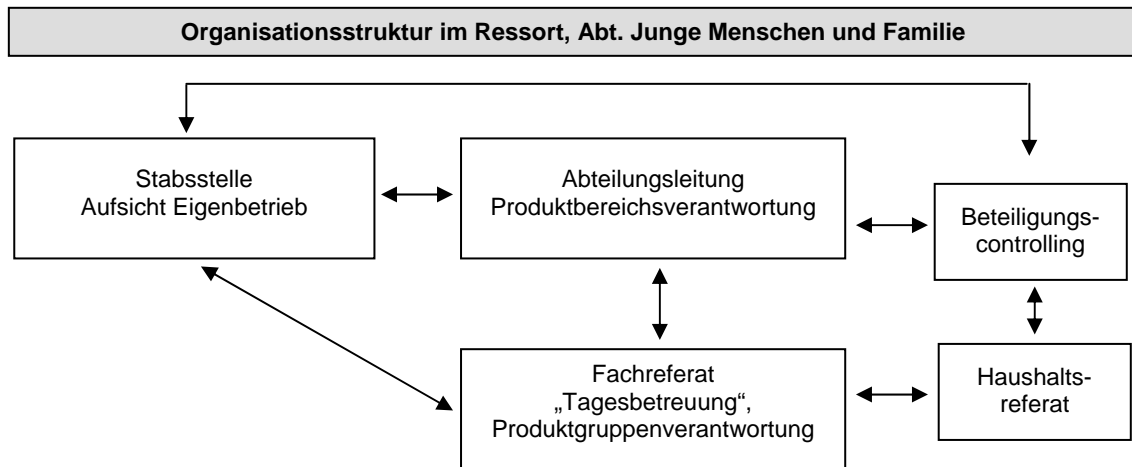 Organisationsstruktur im Ressort, Abt. Junge Menschen und Familie
Stabsstelle
Aufsicht Eigenbetrieb
Abteilungsleitung
Produktbereichsverantwortung
Beteiligungs-
controlling
Fachreferat
„Tagesbetreuung“,
Produktgruppenverantwortung
Haushalts-
referat